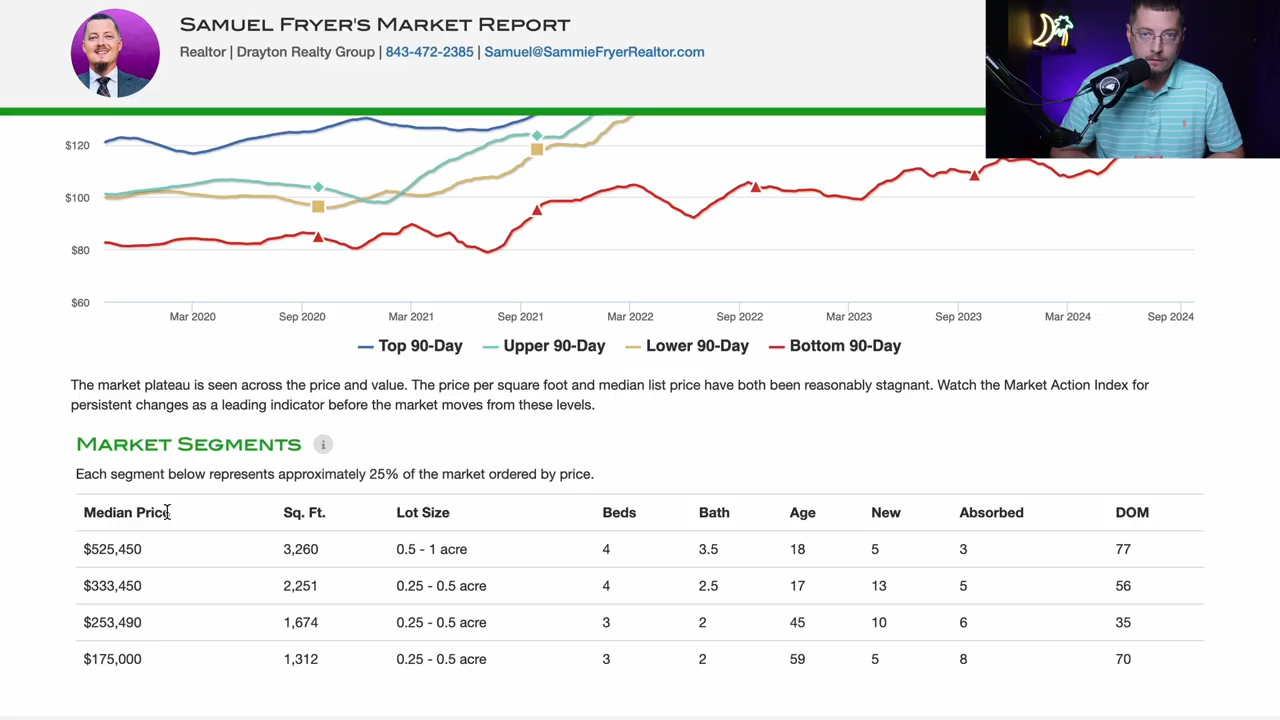 SAMUEL FRYER'S MARKET REPORT
Realtor | Drayton Realty Group | 843-472-2385 | Samuel@SammieFryerRealtor.com
$120
$100
$80
$60
Mar 2020 Sep 2020 Mar 2021 Sep 2021 Mar 2022 Sep 2022 Mar 2023 Sep 2023 Mar 2024 Sep 2024
Top 90-Day Upper 90-Day Lower 90-Day Bottom 90-Day
The market plateau is seen across the price and value. The price per square foot and median list price have both been reasonably stagnant. Watch the Market Action Index for
persistent changes as a leading indicator before the market moves from these levels.
MARKET SEGMENTS i
Each segment below represents approximately 25% of the market ordered by price.
Median Price Sq. Ft. Lot Size Beds Bath Age New Absorbed DOM
$525,450 3,260 0.5 - 1 acre 4 3.5 18 5 3 77
$333,450 2,251 0.25 - 0.5 acre 4 2.5 17 13 5 56
$253,490 1,674 0.25 - 0.5 acre 3 2 45 10 6 35
$175,000 1,312 0.25 - 0.5 acre 3 2 59 5 8 70